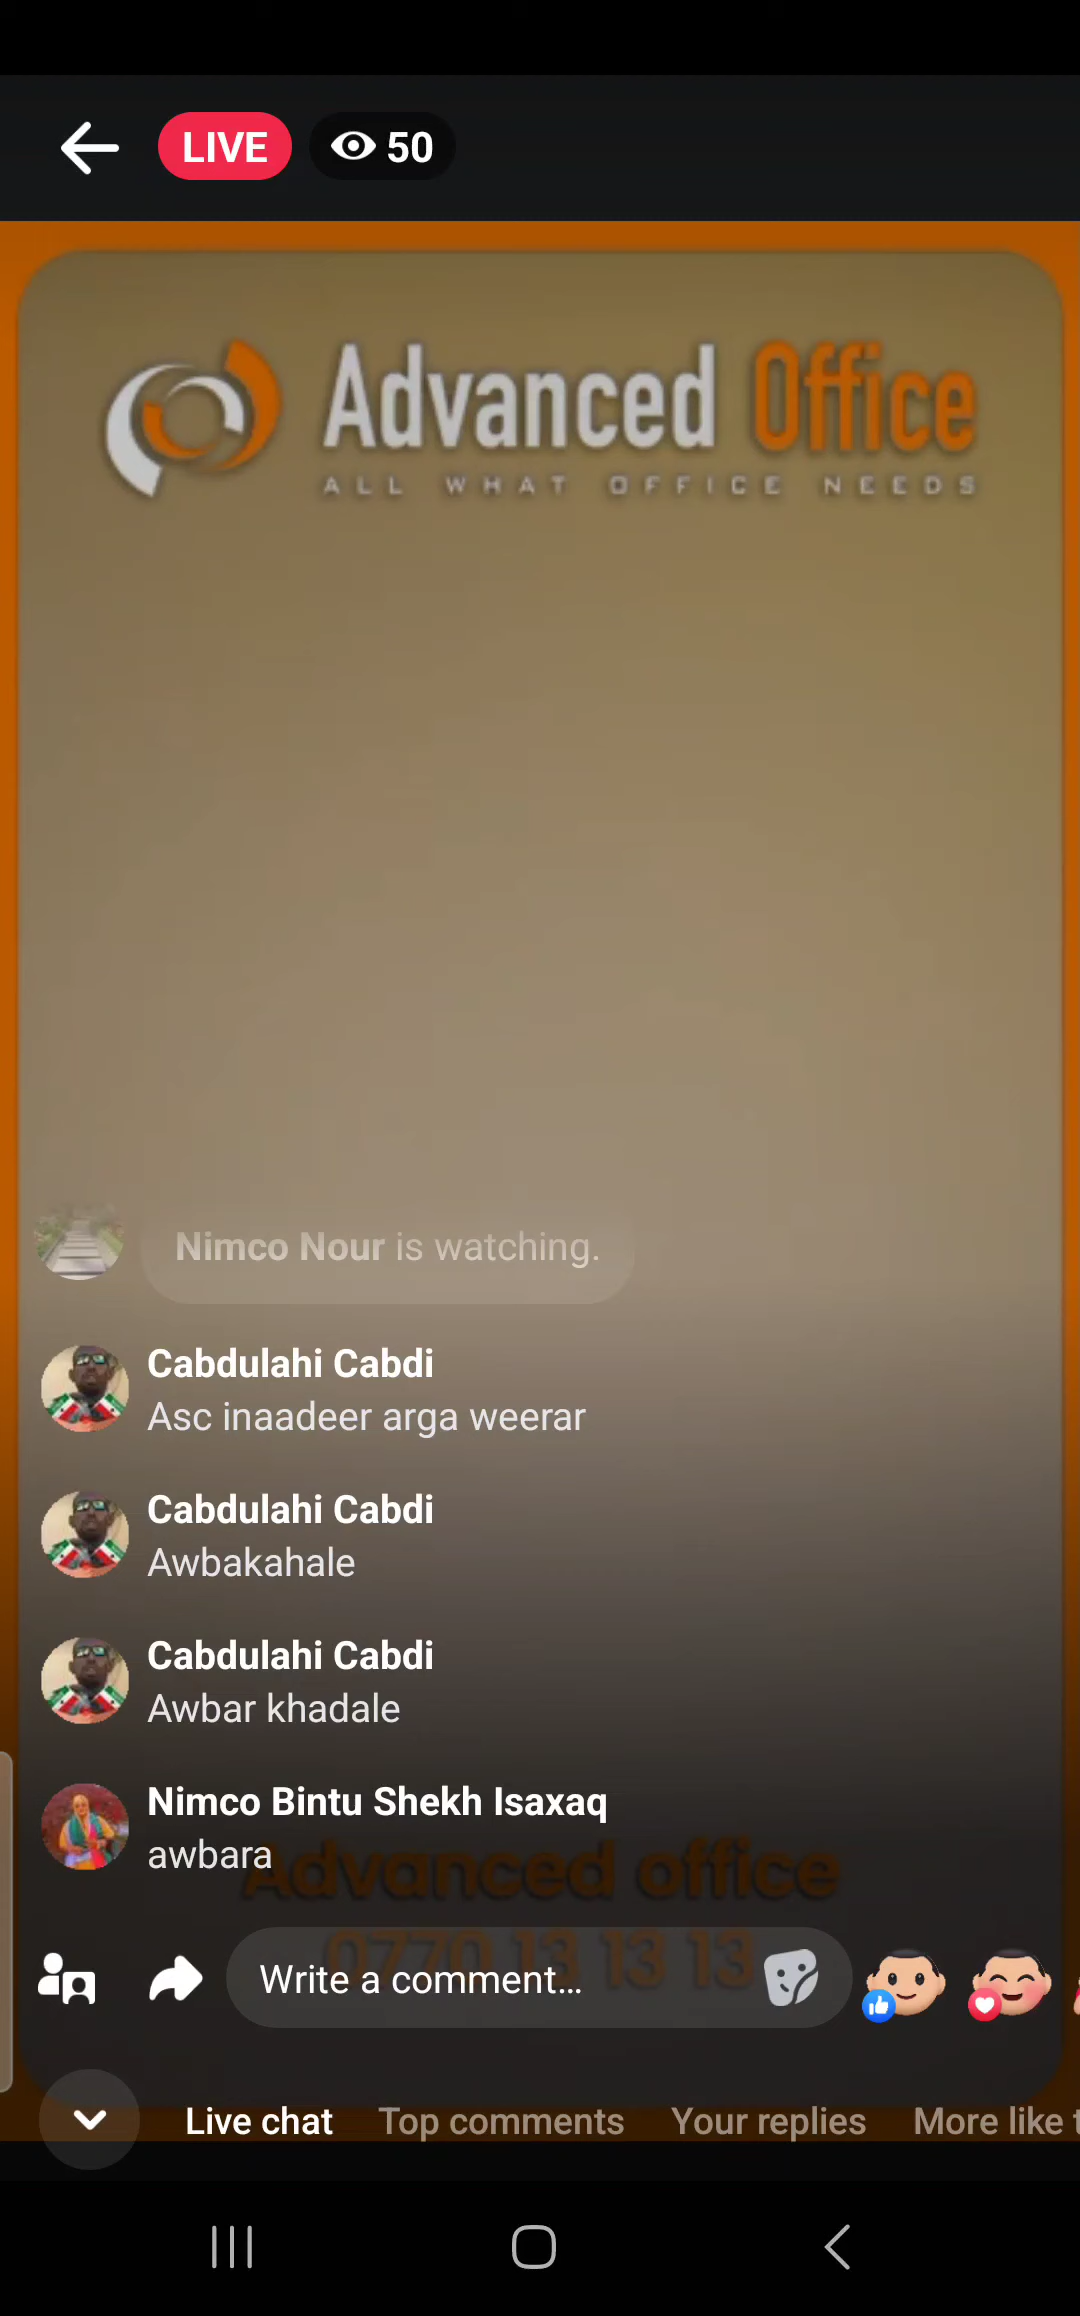 LIVE 50
Advanced Office
ALL WHAT OFFICE NEEDS
Nimco Nour is watching.
Cabdulahi Cabdi
Asc inaadeer arga weerar
Cabdulahi Cabdi
Awbakahale
Cabdulahi Cabdi
Awbar khadale
Nimco Bintu Shekh Isaxaq
awbara
Advanced office
0770 13 13 13
Write a comment...
Live chat Top comments Your replies More like